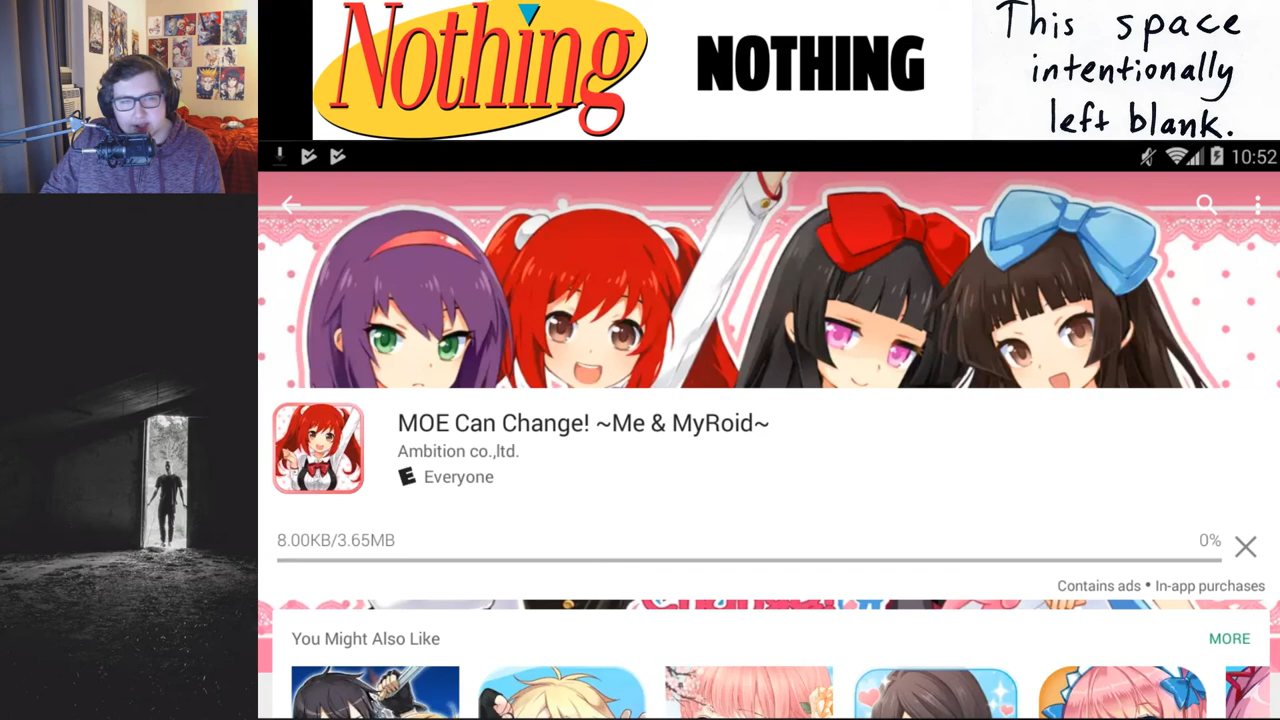 Nothing
NOTHING
This space
intentionally
left blank.
10:52
MOE Can Change! ~Me & MyRoid~
Ambition co.,ltd.
E Everyone
8.00KB/3.65MB
0%
Contains ads • In-app purchases
You Might Also Like
MORE